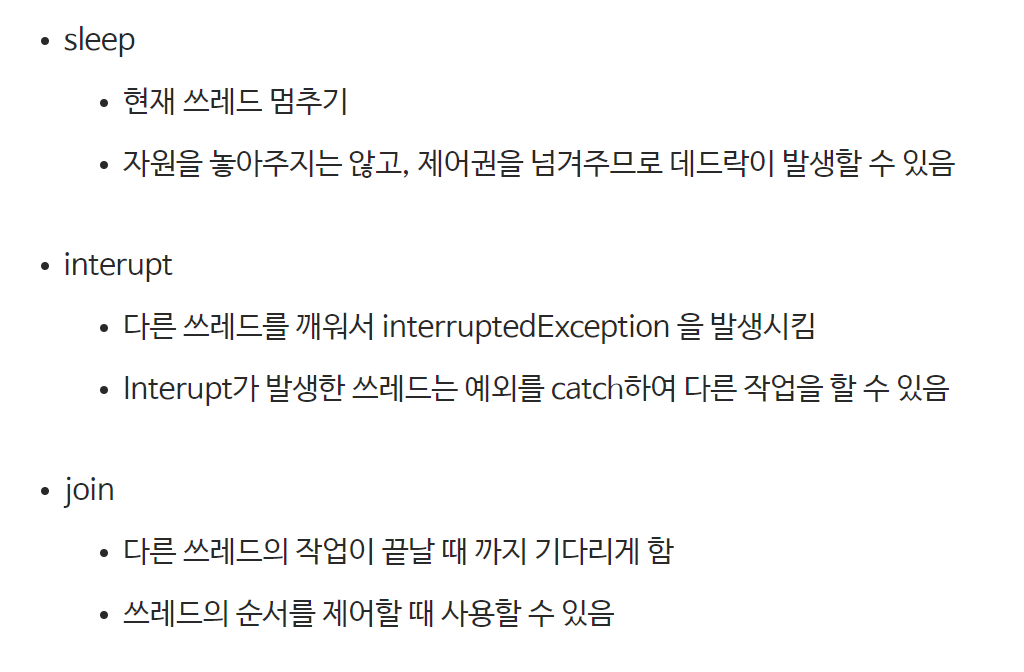 sleep
현재 쓰레드 멈추기
자원을 놓아주지는 않고, 제어권을 넘겨주므로 데드락이 발생할 수 있음
interupt
다른 쓰레드를 깨워서 interruptedException 을 발생시킴
Interupt가 발생한 쓰레드는 예외를 catch하여 다른 작업을 할 수 있음
join
다른 쓰레드의 작업이 끝날 때 까지 기다리게 함
쓰레드의 순서를 제어할 때 사용할 수 있음